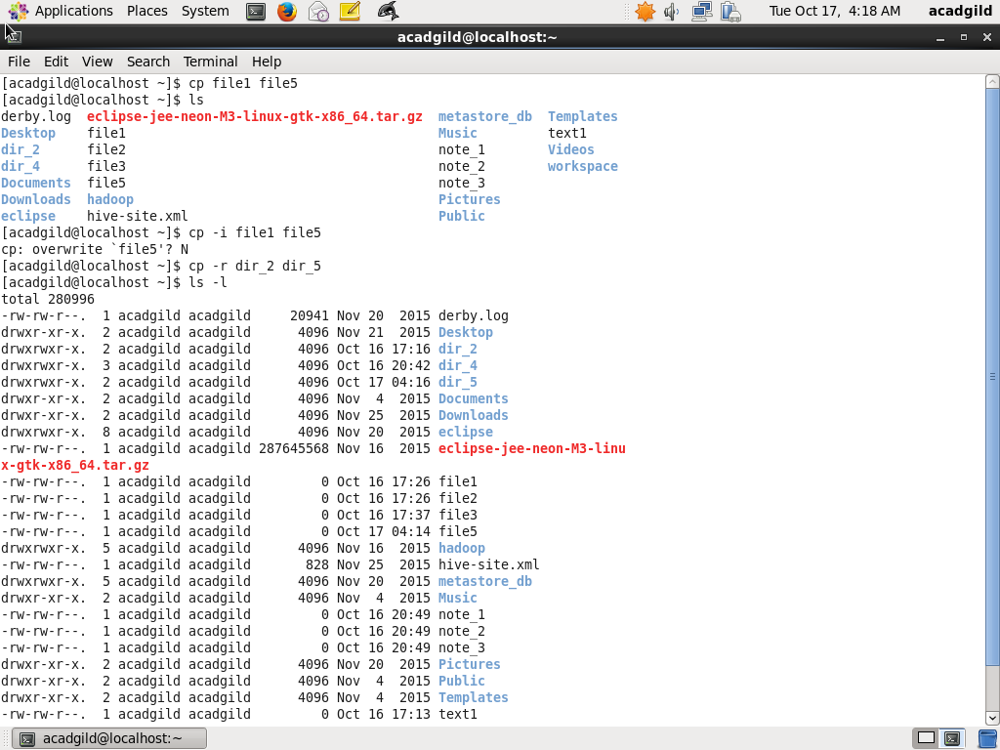 Applications Places System Tue Oct 17, 4:18 AM acadgild
acadgild@localhost:~
File Edit View Search Terminal Help
[acadgild@localhost ~]$ cp file1 file5
[acadgild@localhost ~]$ ls
derby.log  eclipse-jee-neon-M3-linux-gtk-x86_64.tar.gz  metastore_db  Templates
Desktop    file1                                        Music         text1
dir_2      file2                                        note_1        Videos
dir_4      file3                                        note_2        workspace
Documents  file5                                        note_3
Downloads  hadoop                                       Pictures
eclipse    hive-site.xml                                Public
[acadgild@localhost ~]$ cp -i file1 file5
cp: overwrite `file5'? N
[acadgild@localhost ~]$ cp -r dir_2 dir_5
[acadgild@localhost ~]$ ls -l
total 280996
-rw-rw-r--.  1 acadgild acadgild     20941 Nov 20  2015 derby.log
drwxr-xr-x.  2 acadgild acadgild      4096 Nov 21  2015 Desktop
drwxrwxr-x.  2 acadgild acadgild      4096 Oct 16 17:16 dir_2
drwxrwxr-x.  3 acadgild acadgild      4096 Oct 16 20:42 dir_4
drwxrwxr-x.  2 acadgild acadgild      4096 Oct 17 04:16 dir_5
drwxr-xr-x.  2 acadgild acadgild      4096 Nov  4  2015 Documents
drwxr-xr-x.  2 acadgild acadgild      4096 Nov 25  2015 Downloads
drwxrwxr-x.  8 acadgild acadgild      4096 Nov 20  2015 eclipse
-rw-rw-r--.  1 acadgild acadgild 287645568 Nov 16  2015 eclipse-jee-neon-M3-linu
x-gtk-x86_64.tar.gz
-rw-rw-r--.  1 acadgild acadgild         0 Oct 16 17:26 file1
-rw-rw-r--.  1 acadgild acadgild         0 Oct 16 17:26 file2
-rw-rw-r--.  1 acadgild acadgild         0 Oct 16 17:37 file3
-rw-rw-r--.  1 acadgild acadgild         0 Oct 17 04:14 file5
drwxrwxr-x.  5 acadgild acadgild      4096 Nov 16  2015 hadoop
-rw-rw-r--.  1 acadgild acadgild       828 Nov 25  2015 hive-site.xml
drwxrwxr-x.  5 acadgild acadgild      4096 Nov 20  2015 metastore_db
drwxr-xr-x.  2 acadgild acadgild      4096 Nov  4  2015 Music
-rw-rw-r--.  1 acadgild acadgild         0 Oct 16 20:49 note_1
-rw-rw-r--.  1 acadgild acadgild         0 Oct 16 20:49 note_2
-rw-rw-r--.  1 acadgild acadgild         0 Oct 16 20:49 note_3
drwxr-xr-x.  2 acadgild acadgild      4096 Nov 20  2015 Pictures
drwxr-xr-x.  2 acadgild acadgild      4096 Nov  4  2015 Public
drwxr-xr-x.  2 acadgild acadgild      4096 Nov  4  2015 Templates
-rw-rw-r--.  1 acadgild acadgild         0 Oct 16 17:13 text1
acadgild@localhost:~